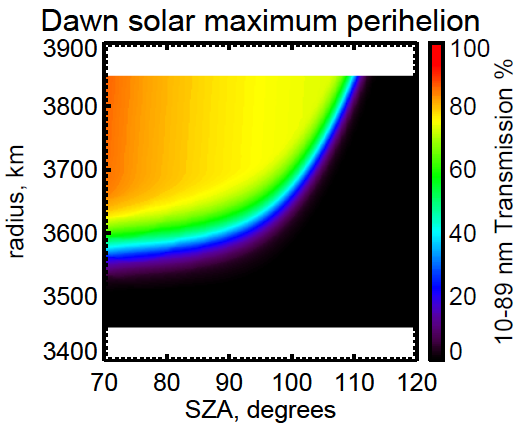 Dawn solar maximum perihelion
3900
3800
3700
3600
3500
3400
radius, km
70 80 90 100 110 120
SZA, degrees
100
80
60
40
20
0
10-89 nm Transmission %